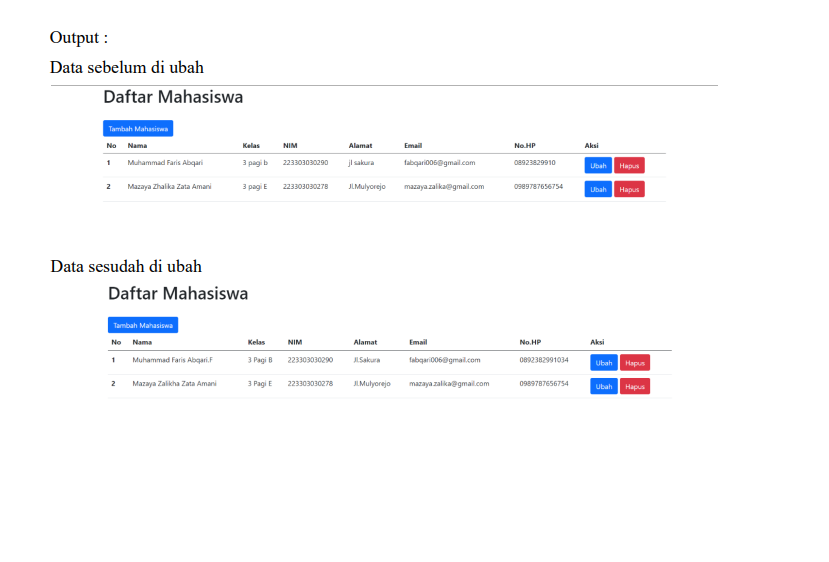 Output :
Data sebelum di ubah
Daftar Mahasiswa
Tambah Mahasiswa
No Nama Kelas NIM Alamat Email No.HP Aksi
1 Muhammad Faris Abqari 3 pagi b 223303030290 jl sakura fabqari006@gmail.com 08923829910 Ubah Hapus
2 Mazaya Zhalika Zata Amani 3 pagi E 223303030278 Jl.Mulyorejo mazaya.zalika@gmail.com 0989787656754 Ubah Hapus
Data sesudah di ubah
Daftar Mahasiswa
Tambah Mahasiswa
No Nama Kelas NIM Alamat Email No.HP Aksi
1 Muhammad Faris Abqari.F 3 Pagi B 223303030290 Jl.Sakura fabqari006@gmail.com 0892382991034 Ubah Hapus
2 Mazaya Zalikha Zata Amani 3 Pagi E 223303030278 Jl.Mulyorejo mazaya.zalika@gmail.com 0989787656754 Ubah Hapus